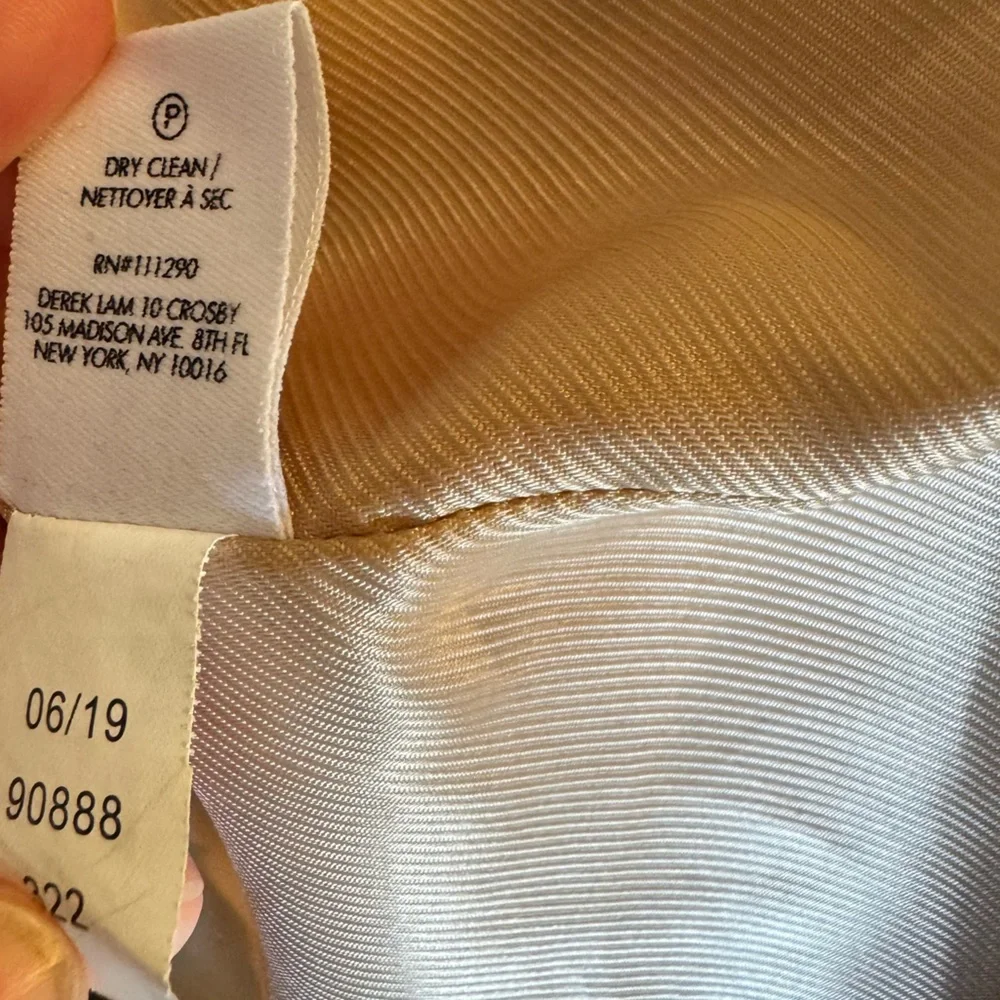 P
DRY CLEAN /
NETTOYER À SEC
RN#111290
DEREK LAM 10 CROSBY
105 MADISON AVE. 8TH FL
NEW YORK, NY 10016
06/19
90888